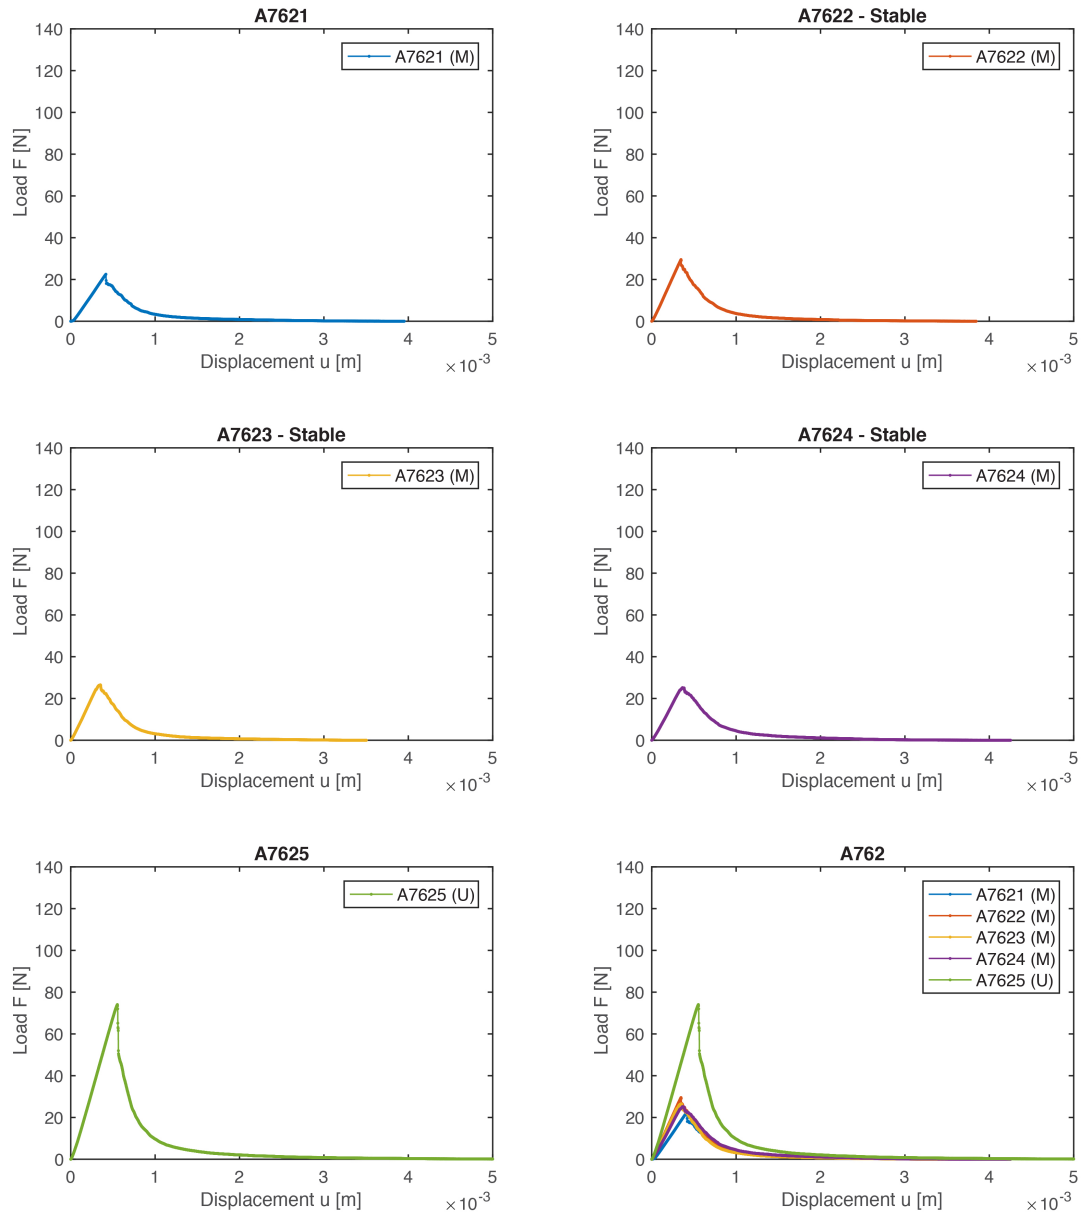 A7621
140
120
100
80
60
40
20
0
Load F [N]
A7621 (M)
0 1 2 3 4 5
Displacement u [m]
×10-3
A7622 - Stable
140
120
100
80
60
40
20
0
Load F [N]
A7622 (M)
0 1 2 3 4 5
Displacement u [m]
×10-3
A7623 - Stable
140
120
100
80
60
40
20
0
Load F [N]
A7623 (M)
0 1 2 3 4 5
Displacement u [m]
×10-3
A7624 - Stable
140
120
100
80
60
40
20
0
Load F [N]
A7624 (M)
0 1 2 3 4 5
Displacement u [m]
×10-3
A7625
140
120
100
80
60
40
20
0
Load F [N]
A7625 (U)
0 1 2 3 4 5
Displacement u [m]
×10-3
A762
140
120
100
80
60
40
20
0
Load F [N]
A7621 (M)
A7622 (M)
A7623 (M)
A7624 (M)
A7625 (U)
0 1 2 3 4 5
Displacement u [m]
×10-3